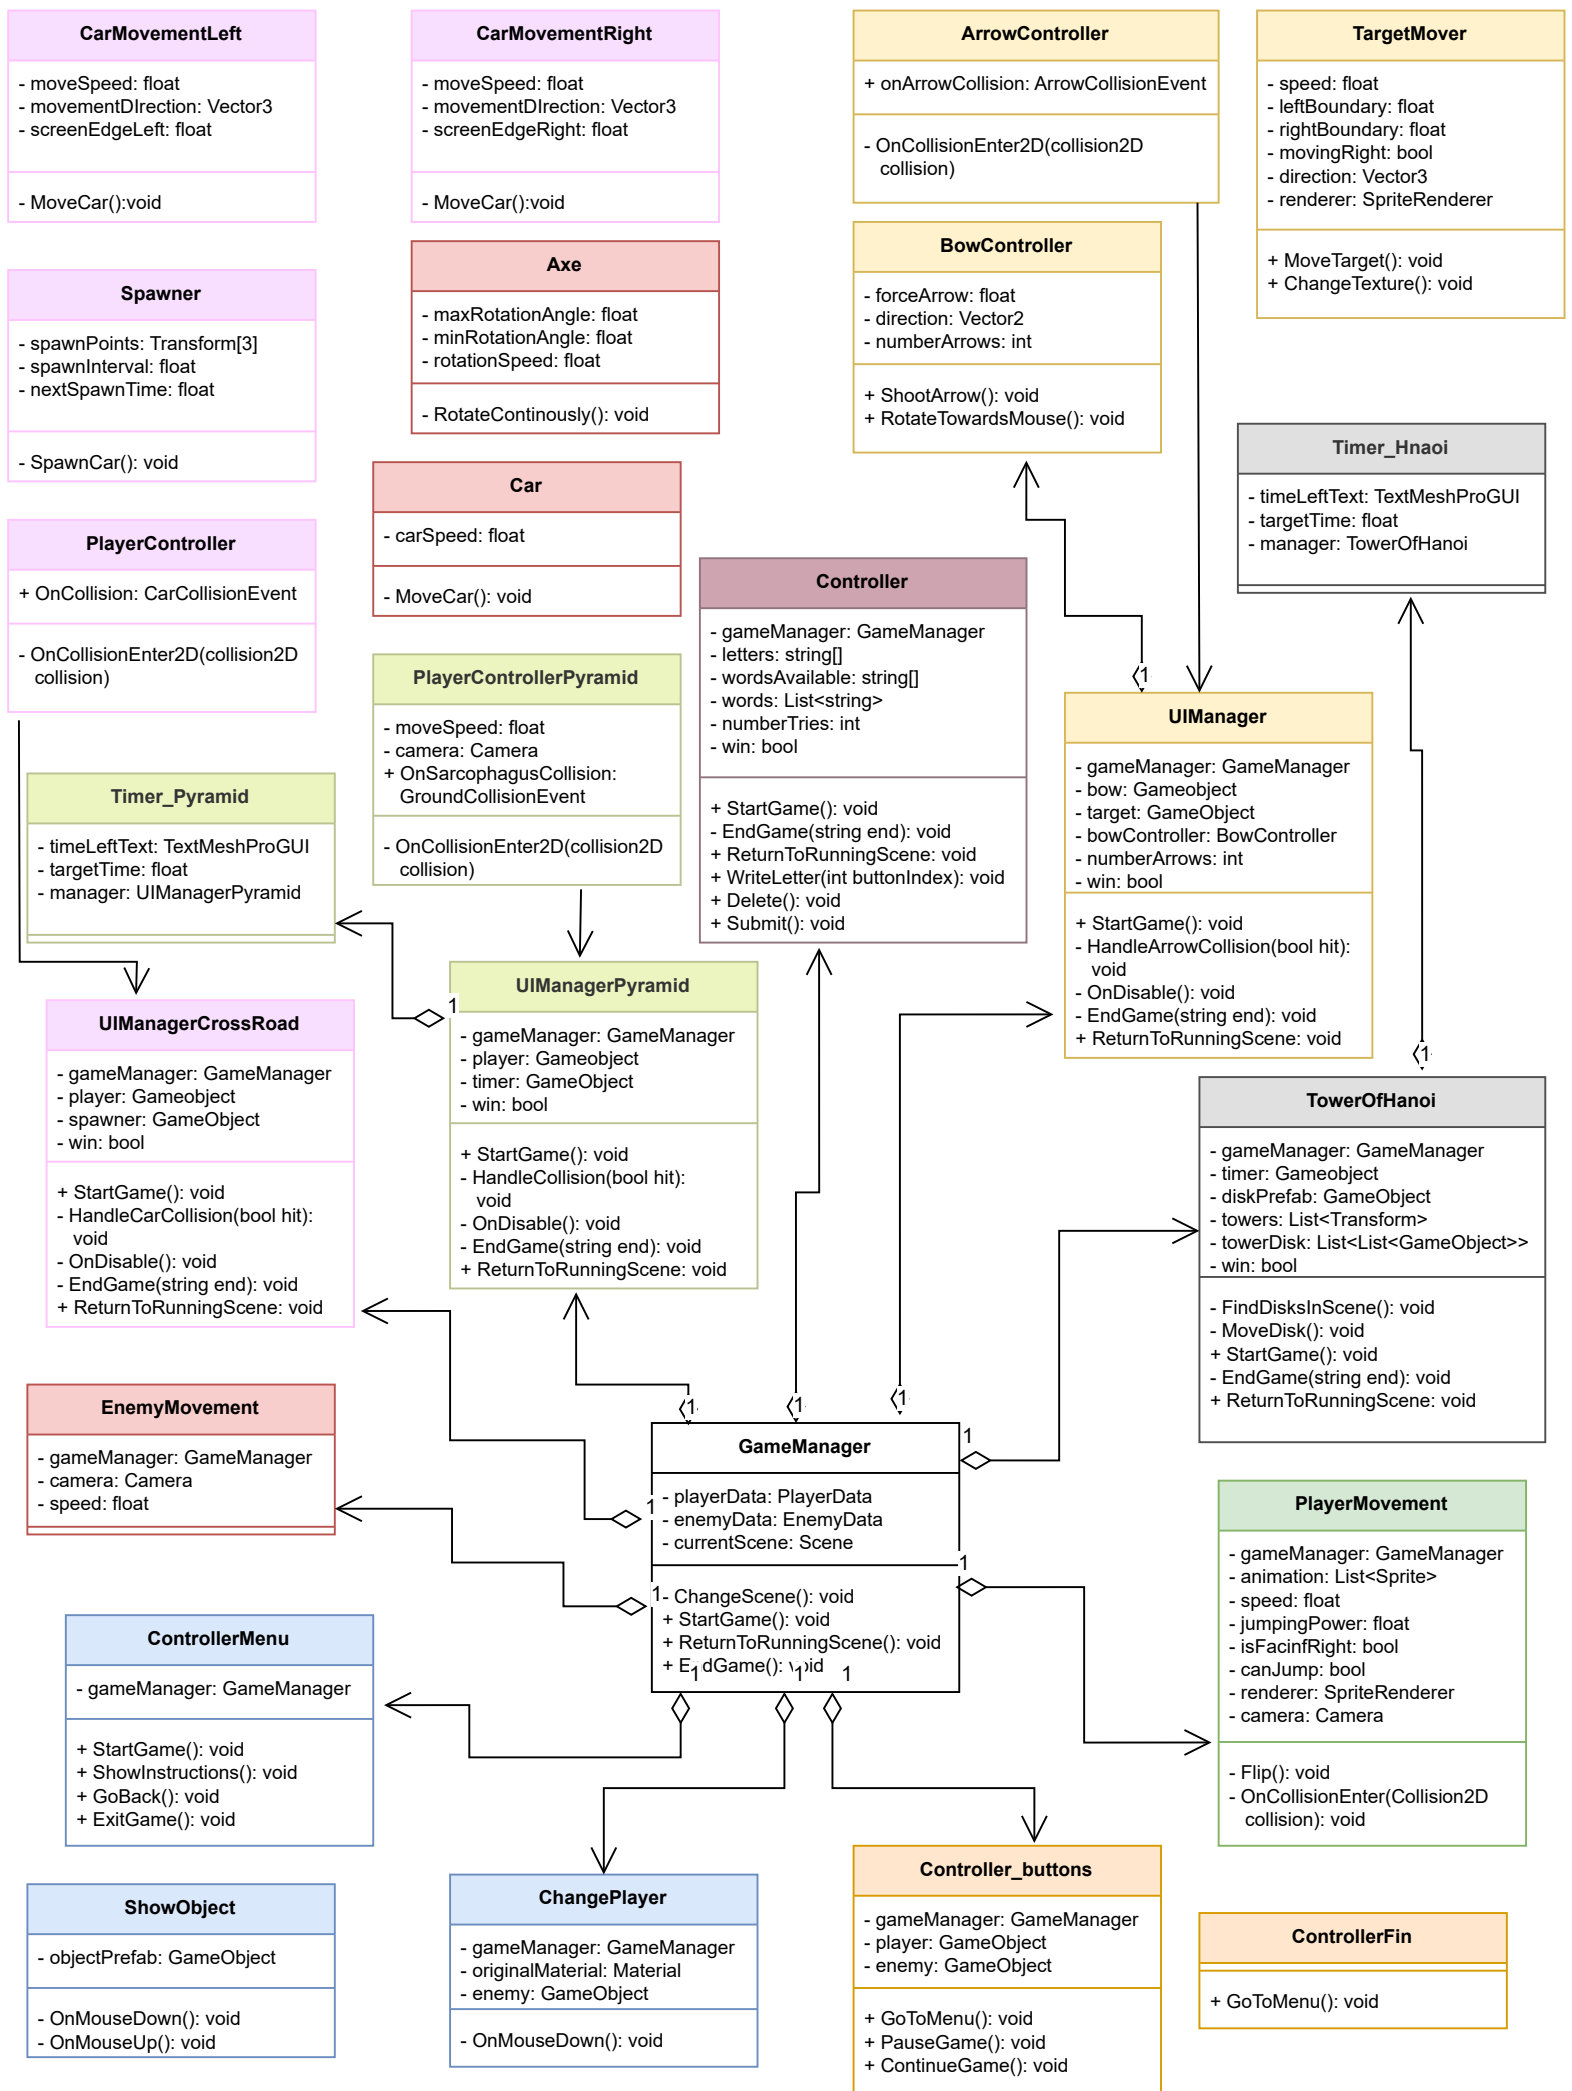 CarMovementLeft
- moveSpeed: float
- movementDIrection: Vector3
- screenEdgeLeft: float
- MoveCar():void
CarMovementRight
- moveSpeed: float
- movementDIrection: Vector3
- screenEdgeRight: float
- MoveCar():void
ArrowController
+ onArrowCollision: ArrowCollisionEvent
- OnCollisionEnter2D(collision2D
collision)
TargetMover
- speed: float
- leftBoundary: float
- rightBoundary: float
- movingRight: bool
- direction: Vector3
- renderer: SpriteRenderer
+ MoveTarget(): void
+ ChangeTexture(): void
Spawner
- spawnPoints: Transform[3]
- spawnInterval: float
- nextSpawnTime: float
- SpawnCar(): void
Axe
- maxRotationAngle: float
- minRotationAngle: float
- rotationSpeed: float
- RotateContinously(): void
BowController
- forceArrow: float
- direction: Vector2
- numberArrows: int
+ ShootArrow(): void
+ RotateTowardsMouse(): void
Timer_Hnaoi
- timeLeftText: TextMeshProGUI
- targetTime: float
- manager: TowerOfHanoi
Car
- carSpeed: float
- MoveCar(): void
PlayerController
+ OnCollision: CarCollisionEvent
- OnCollisionEnter2D(collision2D
collision)
Controller
- gameManager: GameManager
- letters: string[]
- wordsAvailable: string[]
- words: List<string>
- numberTries: int
- win: bool
+ StartGame(): void
- EndGame(string end): void
+ ReturnToRunningScene: void
+ WriteLetter(int buttonIndex): void
+ Delete(): void
+ Submit(): void
PlayerControllerPyramid
- moveSpeed: float
- camera: Camera
+ OnSarcophagusCollision:
GroundCollisionEvent
- OnCollisionEnter2D(collision2D
collision)
1
UIManager
- gameManager: GameManager
- bow: Gameobject
- target: GameObject
- bowController: BowController
- numberArrows: int
- win: bool
+ StartGame(): void
- HandleArrowCollision(bool hit):
void
- OnDisable(): void
- EndGame(string end): void
+ ReturnToRunningScene: void
Timer_Pyramid
- timeLeftText: TextMeshProGUI
- targetTime: float
- manager: UIManagerPyramid
1
UIManagerPyramid
- gameManager: GameManager
- player: Gameobject
- timer: GameObject
- win: bool
+ StartGame(): void
- HandleCollision(bool hit):
void
- OnDisable(): void
- EndGame(string end): void
+ ReturnToRunningScene: void
UIManagerCrossRoad
- gameManager: GameManager
- player: Gameobject
- spawner: GameObject
- win: bool
+ StartGame(): void
- HandleCarCollision(bool hit):
void
- OnDisable(): void
- EndGame(string end): void
+ ReturnToRunningScene: void
1
TowerOfHanoi
- gameManager: GameManager
- timer: Gameobject
- diskPrefab: GameObject
- towers: List<Transform>
- towerDisk: List<List<GameObject>>
- win: bool
- FindDisksInScene(): void
- MoveDisk(): void
+ StartGame(): void
- EndGame(string end): void
+ ReturnToRunningScene: void
EnemyMovement
- gameManager: GameManager
- camera: Camera
- speed: float
1
1
1
1
1
1
1
GameManager
- playerData: PlayerData
- enemyData: EnemyData
- currentScene: Scene
- ChangeScene(): void
+ StartGame(): void
+ ReturnToRunningScene(): void
+ EndGame(): void
1
1
1
PlayerMovement
- gameManager: GameManager
- animation: List<Sprite>
- speed: float
- jumpingPower: float
- isFacinfRight: bool
- canJump: bool
- renderer: SpriteRenderer
- camera: Camera
- Flip(): void
- OnCollisionEnter(Collision2D
collision): void
ControllerMenu
- gameManager: GameManager
+ StartGame(): void
+ ShowInstructions(): void
+ GoBack(): void
+ ExitGame(): void
ShowObject
- objectPrefab: GameObject
- OnMouseDown(): void
- OnMouseUp(): void
ChangePlayer
- gameManager: GameManager
- originalMaterial: Material
- enemy: GameObject
- OnMouseDown(): void
Controller_buttons
- gameManager: GameManager
- player: GameObject
- enemy: GameObject
+ GoToMenu(): void
+ PauseGame(): void
+ ContinueGame(): void
ControllerFin
+ GoToMenu(): void